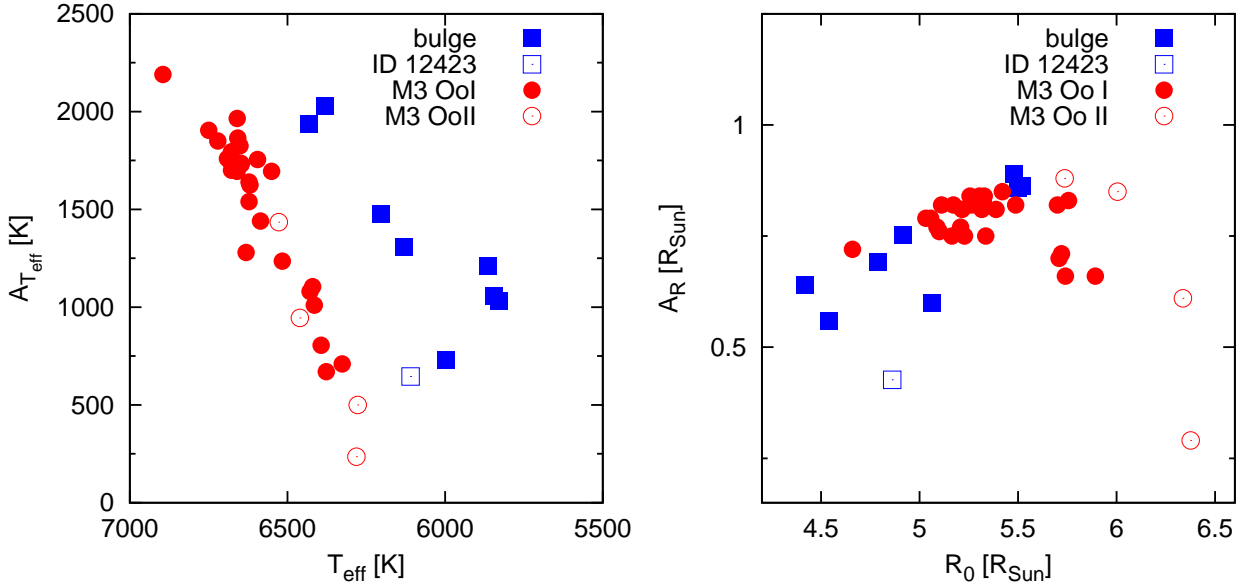 bulge
ID 12423
M3 OoI
M3 OoII
2500
2000
1500
1000
500
0
7000 6500 6000 5500
A_Teff [K]
T_eff [K]
bulge
ID 12423
M3 Oo I
M3 Oo II
1
0.5
4.5 5 5.5 6 6.5
A_R [R_Sun]
R_0 [R_Sun]